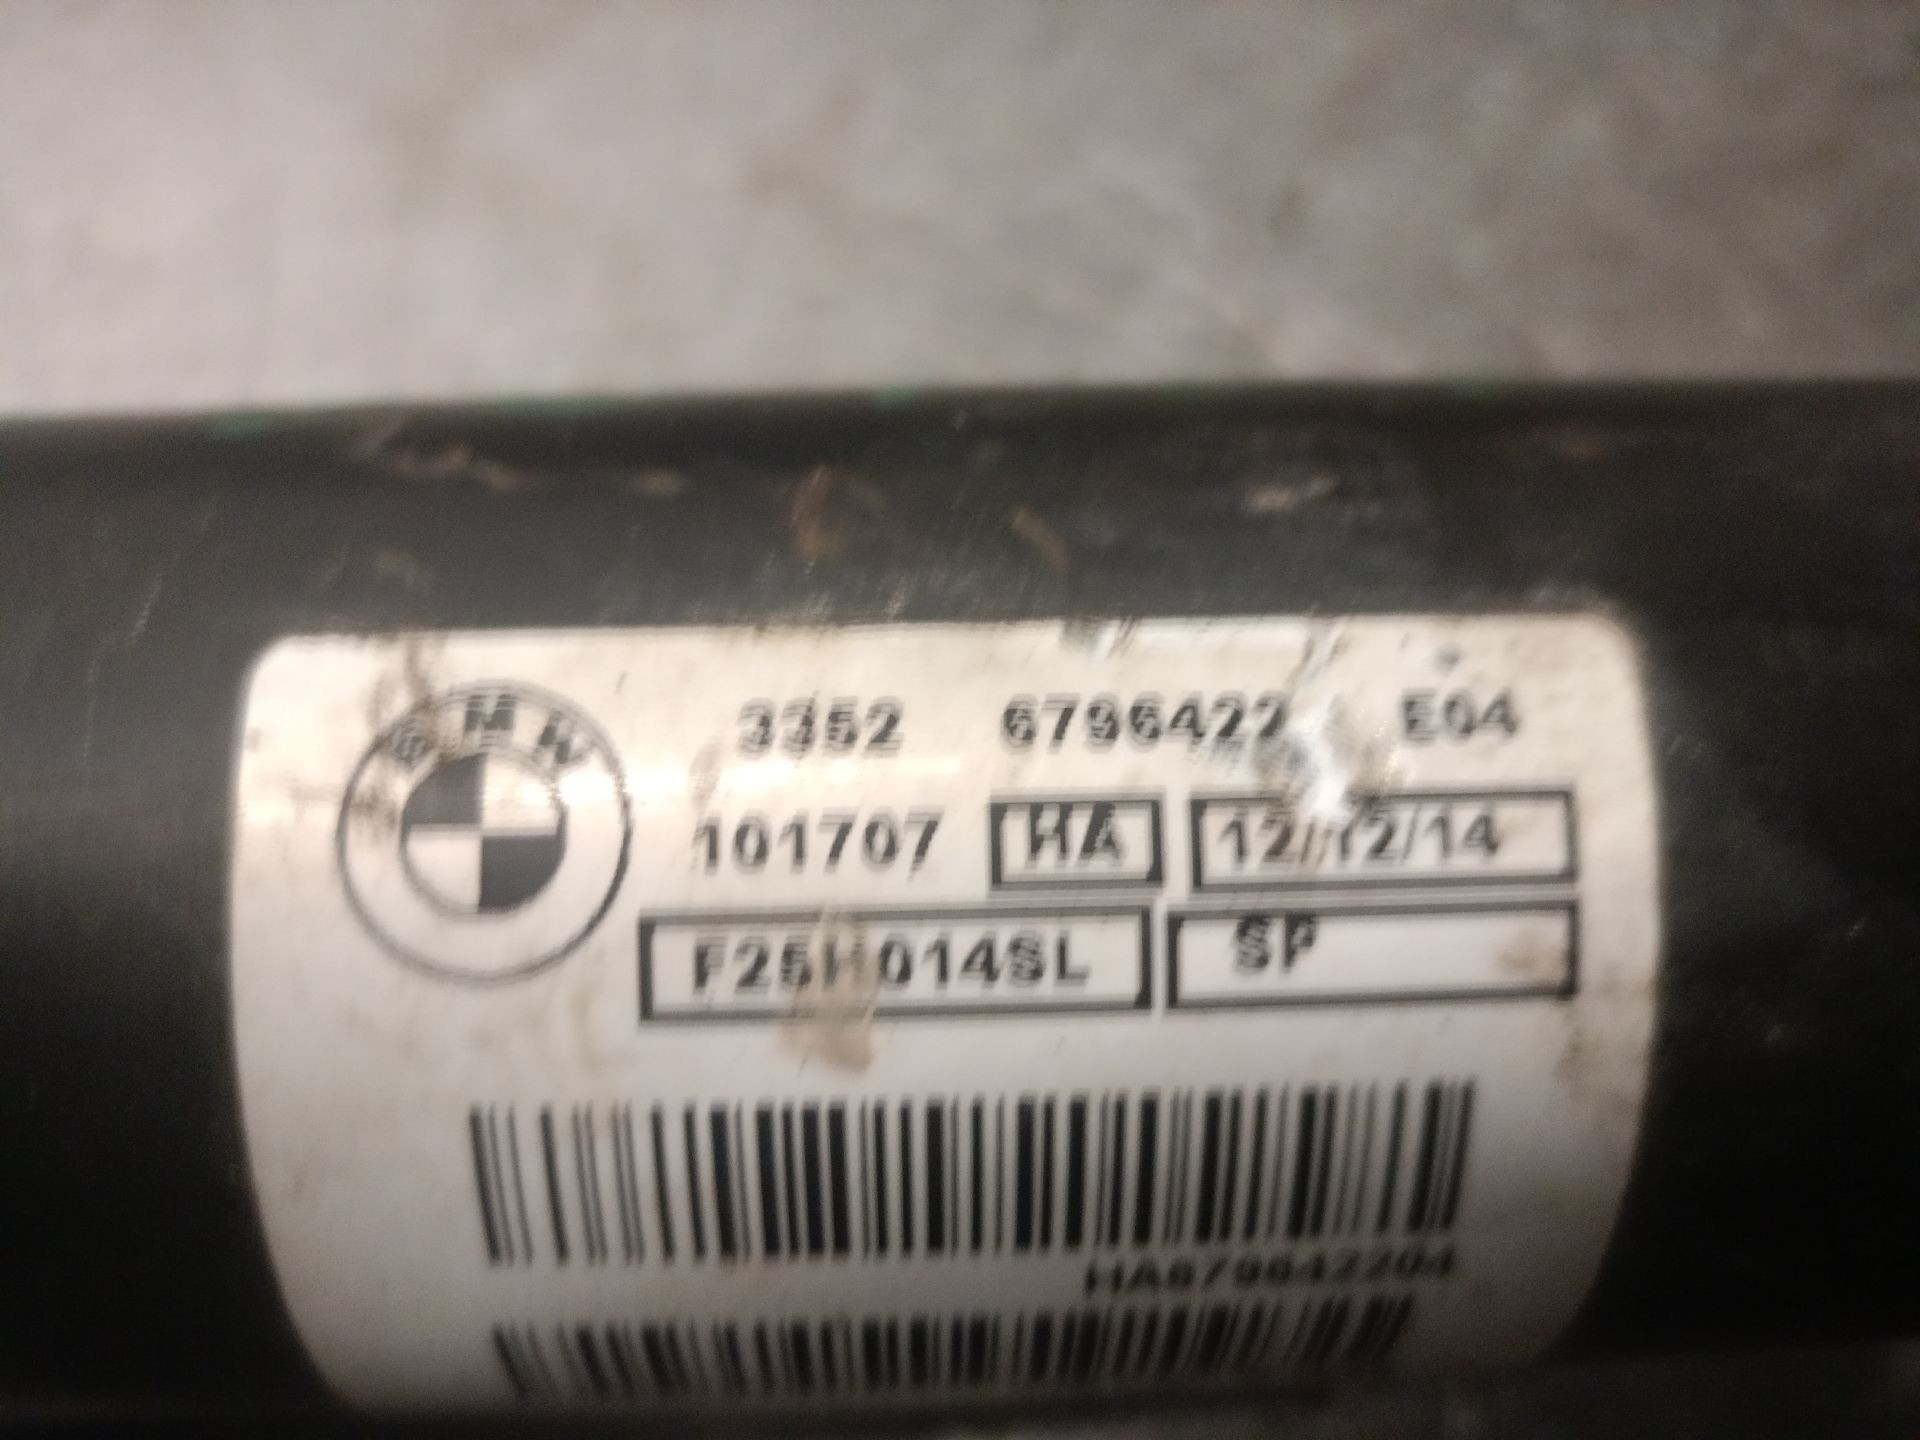 BMW
3352 6796422 E04
101707 HA 12/12/14
F25H014SL SP
HA679642204